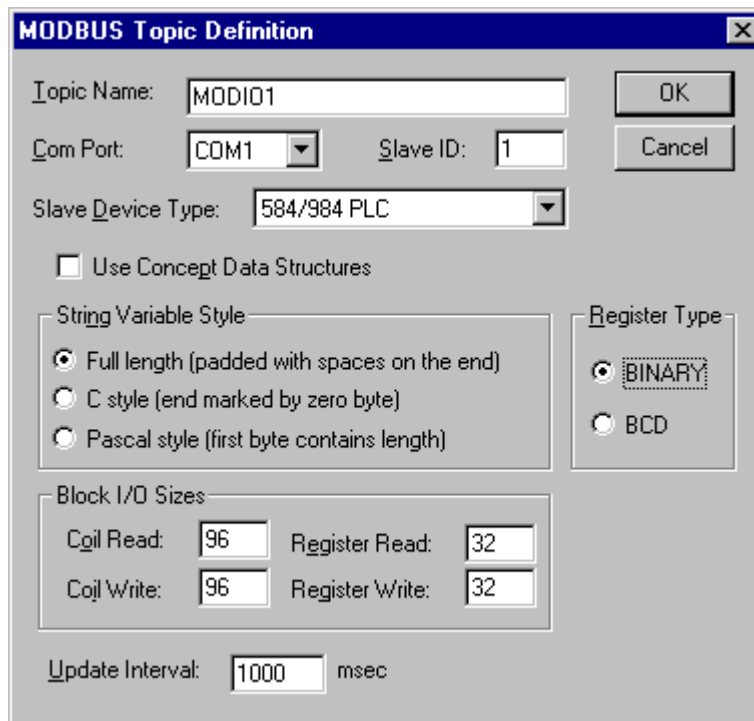 MODBUS Topic Definition
Topic Name: MODIO1 OK
Com Port: COM1 Slave ID: 1 Cancel
Slave Device Type: 584/984 PLC
Use Concept Data Structures
String Variable Style Register Type
Full length (padded with spaces on the end) BINARY
C style (end marked by zero byte) BCD
Pascal style (first byte contains length)
Block I/O Sizes
Coil Read: 96 Register Read: 32
Coil Write: 96 Register Write: 32
Update Interval: 1000 msec